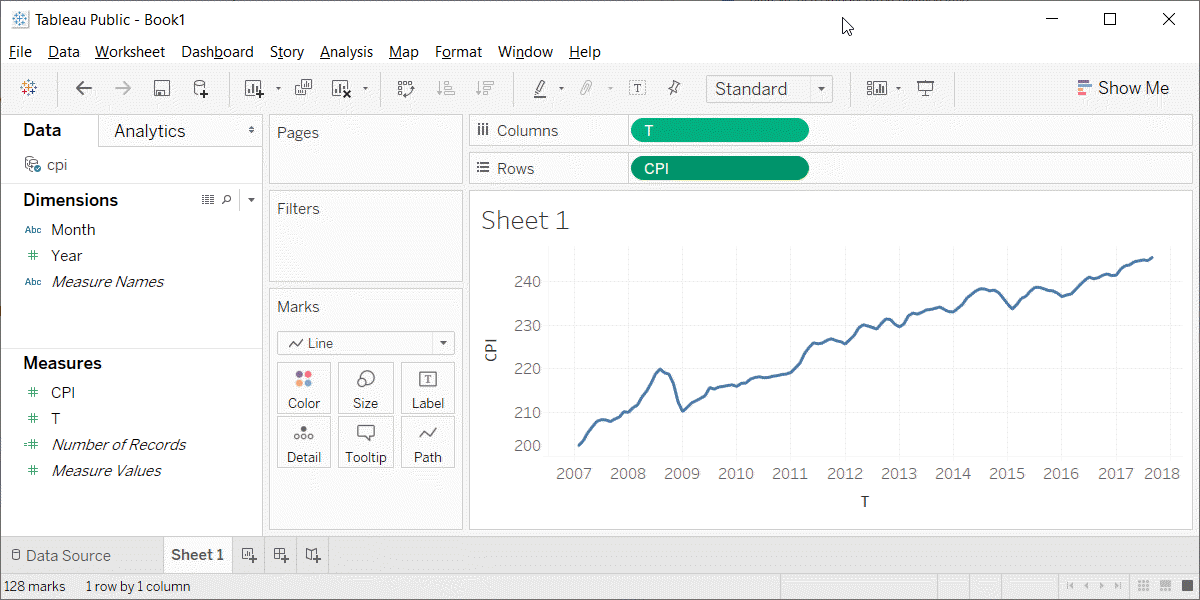 Tableau Public - Book1
File Data Worksheet Dashboard Story Analysis Map Format Window Help
Standard
Show Me
Data
Analytics
cpi
Dimensions
Abc Month
Year
Abc Measure Names
Measures
CPI
T
Number of Records
Measure Values
Pages
Filters
Marks
Line
Color Size Label
Detail Tooltip Path
Columns
T
Rows
CPI
Sheet 1
240
230
220
210
200
CPI
2007 2008 2009 2010 2011 2012 2013 2014 2015 2016 2017 2018
T
Data Source Sheet 1
128 marks 1 row by 1 column